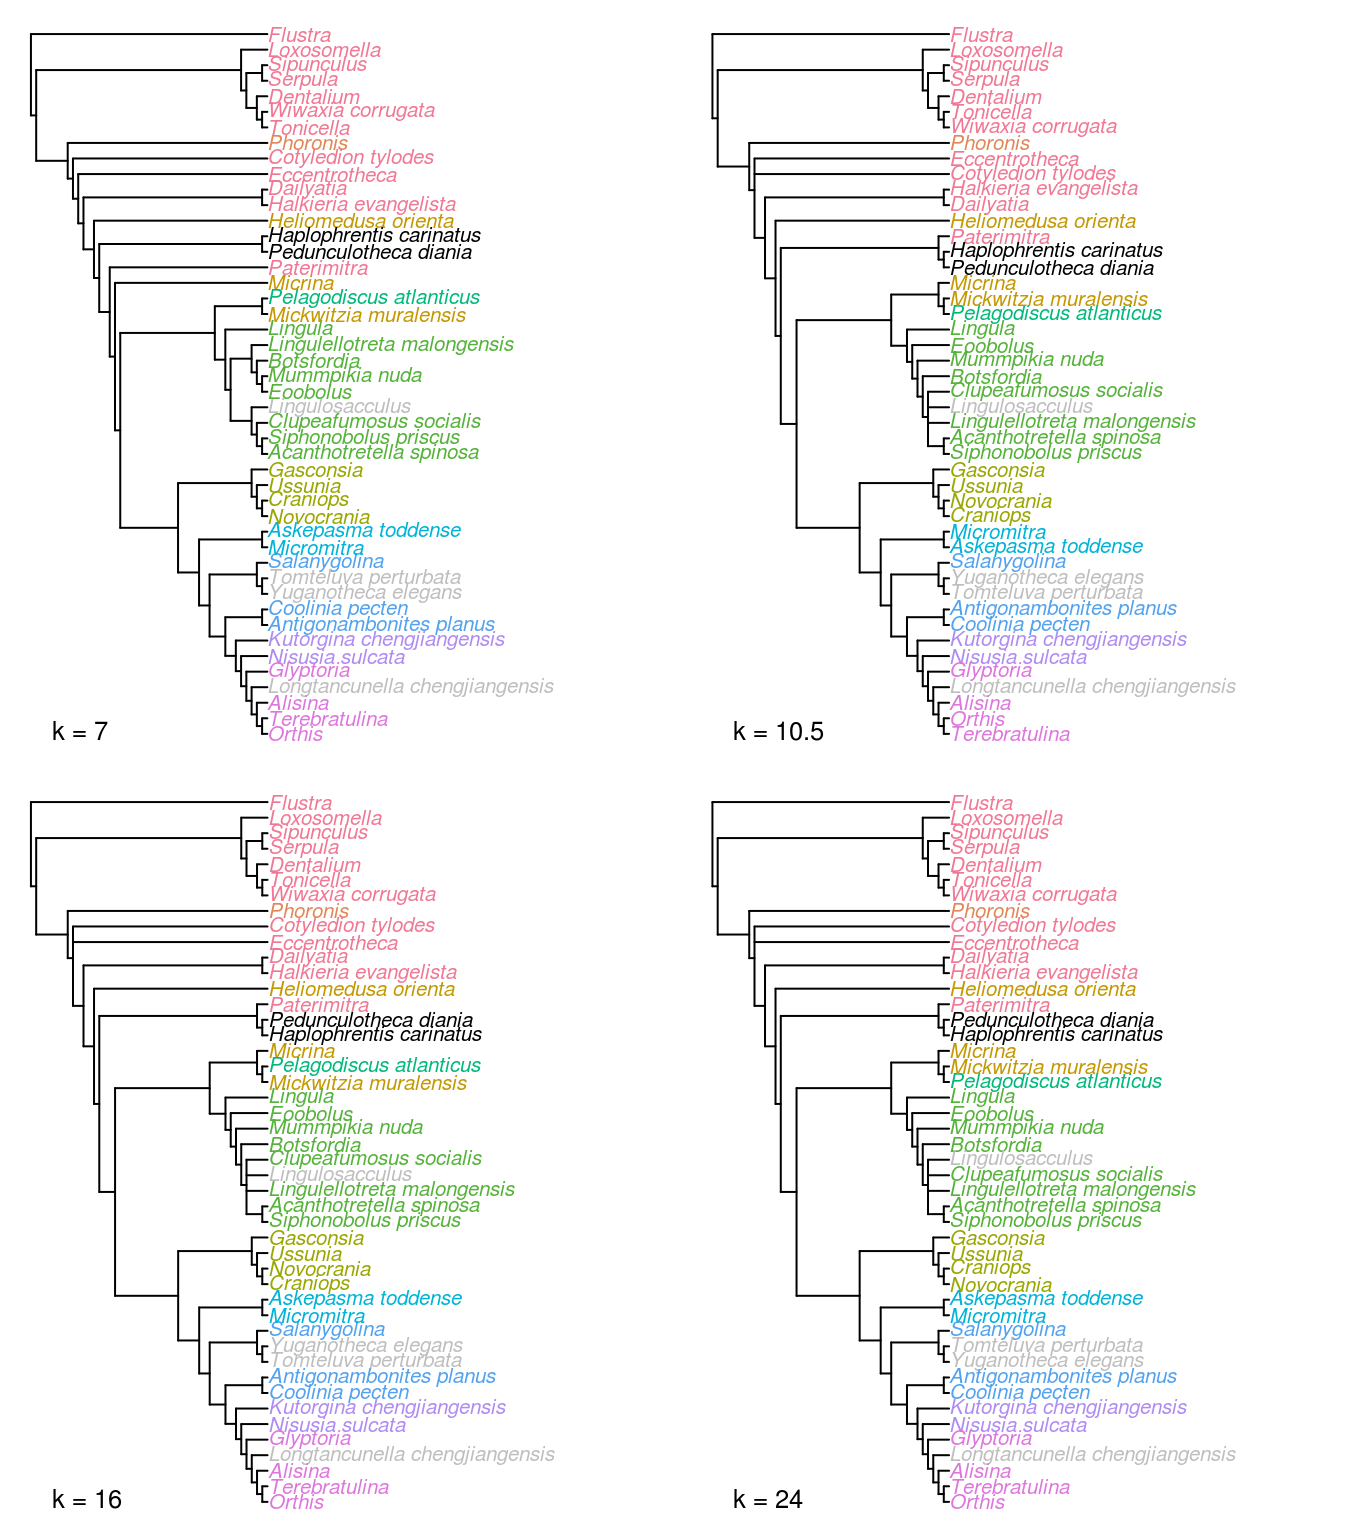 Flustra
Loxosomella
Sipunculus
Serpula
Dentalium
Wiwaxia corrugata
Tonicella
Phoronis
Cotyledion tylodes
Eccentrotheca
Dailyatia
Halkieria evangelista
Heliomedusa orienta
Haplophrentis carinatus
Pedunculotheca diania
Paterimitra
Micrina
Pelagodiscus atlanticus
Mickwitzia muralensis
Lingula
Lingulellotreta malongensis
Botsfordia
Mummpikia nuda
Eoobolus
Lingulosacculus
Clupeafumosus socialis
Siphonobolus priscus
Acanthotretella spinosa
Gasconsia
Ussunia
Craniops
Novocrania
Askepasma toddense
Micromitra
Salanygolina
Tomteluva perturbata
Yuganotheca elegans
Coolinia pecten
Antigonambonites planus
Kutorgina chengjiangensis
Nisusia sulcata
Glyptoria
Longtancunella chengjiangensis
Alisina
Terebratulina
Orthis
k = 7
Flustra
Loxosomella
Sipunculus
Serpula
Dentalium
Tonicella
Wiwaxia corrugata
Phoronis
Eccentrotheca
Cotyledion tylodes
Halkieria evangelista
Dailyatia
Heliomedusa orienta
Paterimitra
Haplophrentis carinatus
Pedunculotheca diania
Micrina
Mickwitzia muralensis
Pelagodiscus atlanticus
Lingula
Eoobolus
Mummpikia nuda
Botsfordia
Clupeafumosus socialis
Lingulosacculus
Lingulellotreta malongensis
Acanthotretella spinosa
Siphonobolus priscus
Gasconsia
Ussunia
Novocrania
Craniops
Micromitra
Askepasma toddense
Salanygolina
Yuganotheca elegans
Tomteluva perturbata
Antigonambonites planus
Coolinia pecten
Kutorgina chengjiangensis
Nisusia sulcata
Glyptoria
Longtancunella chengjiangensis
Alisina
Orthis
Terebratulina
k = 10.5
Flustra
Loxosomella
Sipunculus
Serpula
Dentalium
Tonicella
Wiwaxia corrugata
Phoronis
Cotyledion tylodes
Eccentrotheca
Dailyatia
Halkieria evangelista
Heliomedusa orienta
Paterimitra
Pedunculotheca diania
Haplophrentis carinatus
Micrina
Pelagodiscus atlanticus
Mickwitzia muralensis
Lingula
Eoobolus
Mummpikia nuda
Botsfordia
Clupeafumosus socialis
Lingulosacculus
Lingulellotreta malongensis
Acanthotretella spinosa
Siphonobolus priscus
Gasconsia
Ussunia
Novocrania
Craniops
Askepasma toddense
Micromitra
Salanygolina
Yuganotheca elegans
Tomteluva perturbata
Antigonambonites planus
Coolinia pecten
Kutorgina chengjiangensis
Nisusia sulcata
Glyptoria
Longtancunella chengjiangensis
Alisina
Terebratulina
Orthis
k = 16
Flustra
Loxosomella
Sipunculus
Serpula
Dentalium
Tonicella
Wiwaxia corrugata
Phoronis
Cotyledion tylodes
Eccentrotheca
Dailyatia
Halkieria evangelista
Heliomedusa orienta
Paterimitra
Pedunculotheca diania
Haplophrentis carinatus
Micrina
Mickwitzia muralensis
Pelagodiscus atlanticus
Lingula
Eoobolus
Mummpikia nuda
Botsfordia
Lingulosacculus
Clupeafumosus socialis
Lingulellotreta malongensis
Acanthotretella spinosa
Siphonobolus priscus
Gasconsia
Ussunia
Craniops
Novocrania
Askepasma toddense
Micromitra
Salanygolina
Tomteluva perturbata
Yuganotheca elegans
Antigonambonites planus
Coolinia pecten
Kutorgina chengjiangensis
Nisusia sulcata
Glyptoria
Longtancunella chengjiangensis
Alisina
Terebratulina
Orthis
k = 24